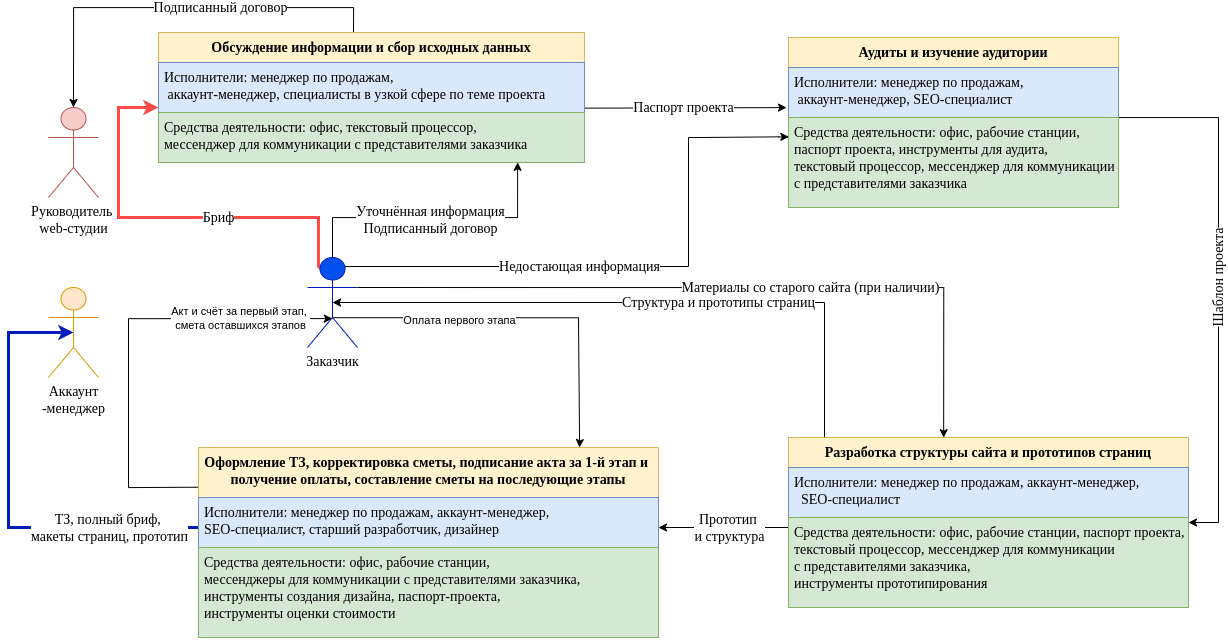 Подписанный договор
Обсуждение информации и сбор исходных данных
Исполнители: менеджер по продажам,
аккаунт-менеджер, специалисты в узкой сфере по теме проекта
Средства деятельности: офис, текстовый процессор,
мессенджер для коммуникации с представителями заказчика
Паспорт проекта
Аудиты и изучение аудитории
Исполнители: менеджер по продажам,
аккаунт-менеджер, SEO-специалист
Средства деятельности: офис, рабочие станции,
паспорт проекта, инструменты для аудита,
текстовый процессор, мессенджер для коммуникации
с представителями заказчика
Руководитель
web-студии
Бриф
Уточнённая информация
Подписанный договор
Недостающая информация
Материалы со старого сайта (при наличии)
Структура и прототипы страниц
Шаблон проекта
Акт и счёт за первый этап,
смета оставшихся этапов
Оплата первого этапа
Заказчик
Аккаунт
-менеджер
Оформление ТЗ, корректировка сметы, подписание акта за 1-й этап и
получение оплаты, составление сметы на последующие этапы
Исполнители: менеджер по продажам, аккаунт-менеджер,
SEO-специалист, старший разработчик, дизайнер
Средства деятельности: офис, рабочие станции,
мессенджеры для коммуникации с представителями заказчика,
инструменты создания дизайна, паспорт-проекта,
инструменты оценки стоимости
ТЗ, полный бриф,
макеты страниц, прототип
Прототип
и структура
Разработка структуры сайта и прототипов страниц
Исполнители: менеджер по продажам, аккаунт-менеджер,
SEO-специалист
Средства деятельности: офис, рабочие станции, паспорт проекта,
текстовый процессор, мессенджер для коммуникации
с представителями заказчика,
инструменты прототипирования